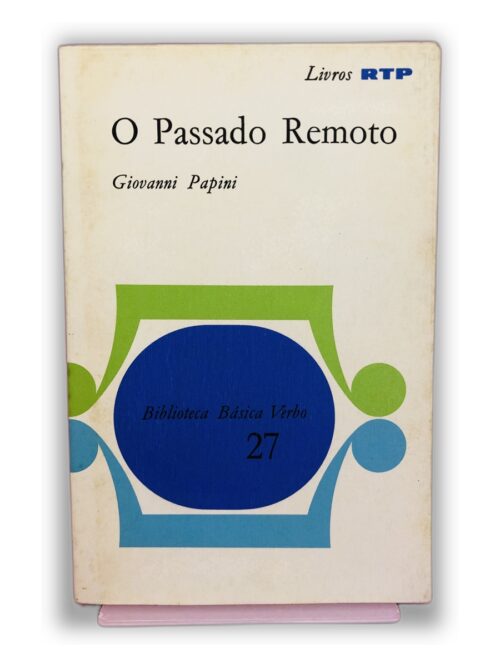 Livros RTP
O Passado Remoto
Giovanni Papini
Biblioteca Básica Verbo
27